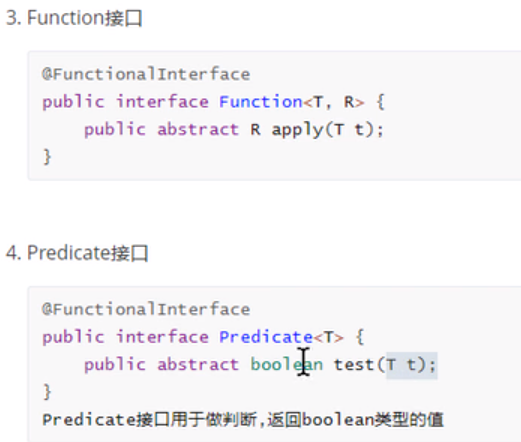 3. Function接口
@FunctionalInterface
public interface Function<T, R> {
    public abstract R apply(T t);
}
4. Predicate接口
@FunctionalInterface
public interface Predicate<T> {
    public abstract boolean test(T t);
}
Predicate接口用于做判断,返回boolean类型的值